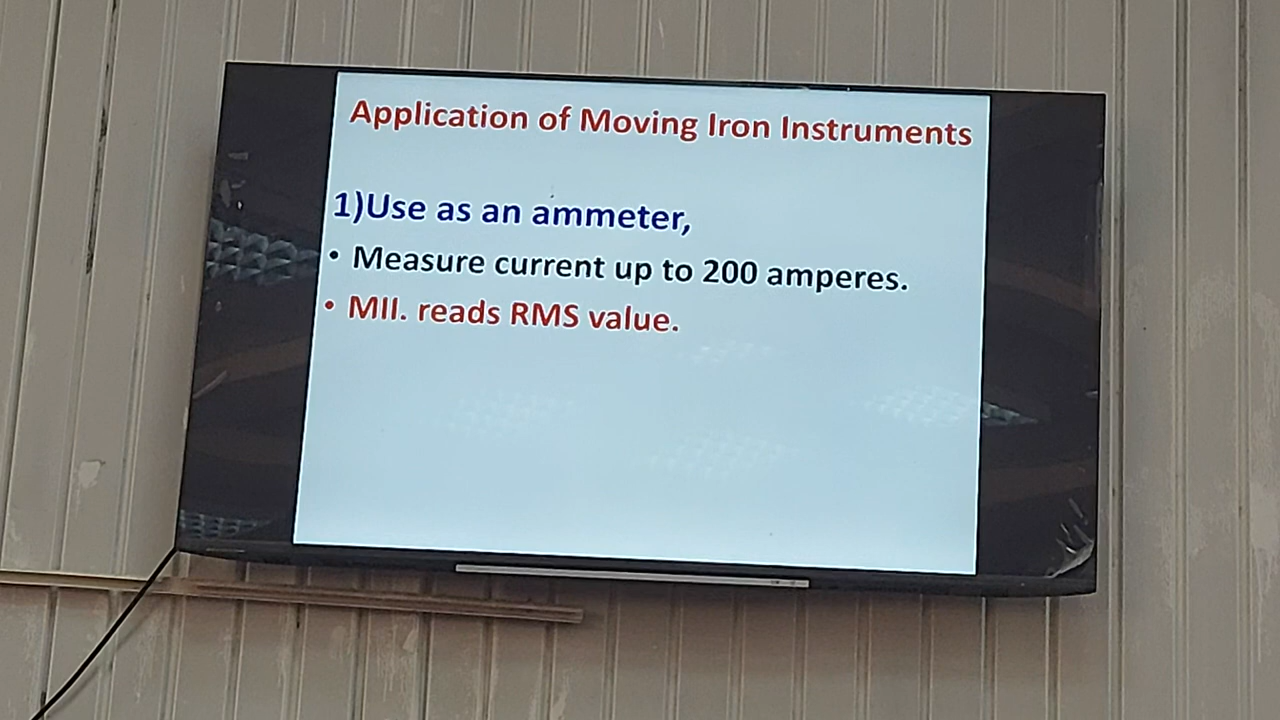 Application of Moving Iron Instruments
1)Use as an ammeter,
• Measure current up to 200 amperes.
• MII. reads RMS value.